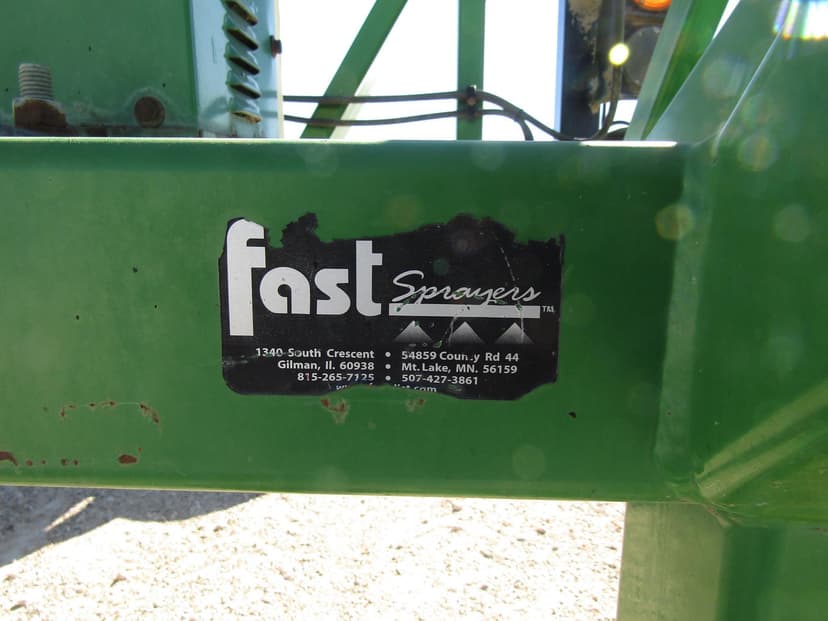 fast Sprayers TM
1340 South Crescent • 54859 County Rd 44
Gilman, Il. 60938 • Mt. Lake, MN. 56159
815-265-7125 • 507-427-3861